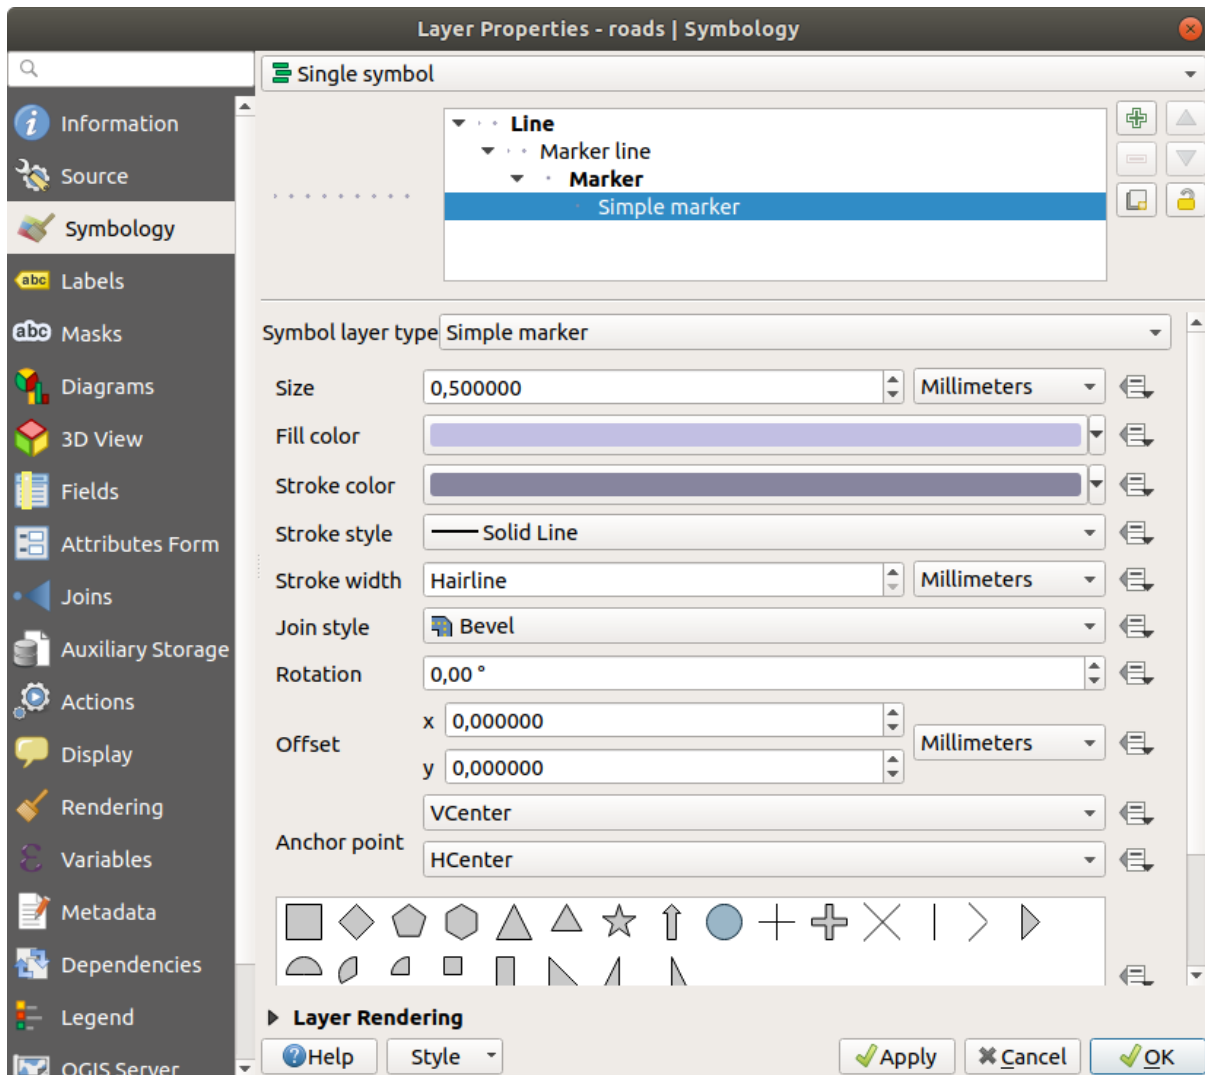 Layer Properties - roads | Symbology
Information
Source
Symbology
abc Labels
abc Masks
Diagrams
3D View
Fields
Attributes Form
Joins
Auxiliary Storage
Actions
Display
Rendering
Variables
Metadata
Dependencies
Legend
QGIS Server
Single symbol
Line
Marker line
Marker
Simple marker
Symbol layer type Simple marker
Size 0,500000 Millimeters
Fill color
Stroke color
Stroke style Solid Line
Stroke width Hairline Millimeters
Join style Bevel
Rotation 0,00 °
Offset x 0,000000 Millimeters
y 0,000000
Anchor point VCenter
HCenter
Layer Rendering
Help Style Apply Cancel OK